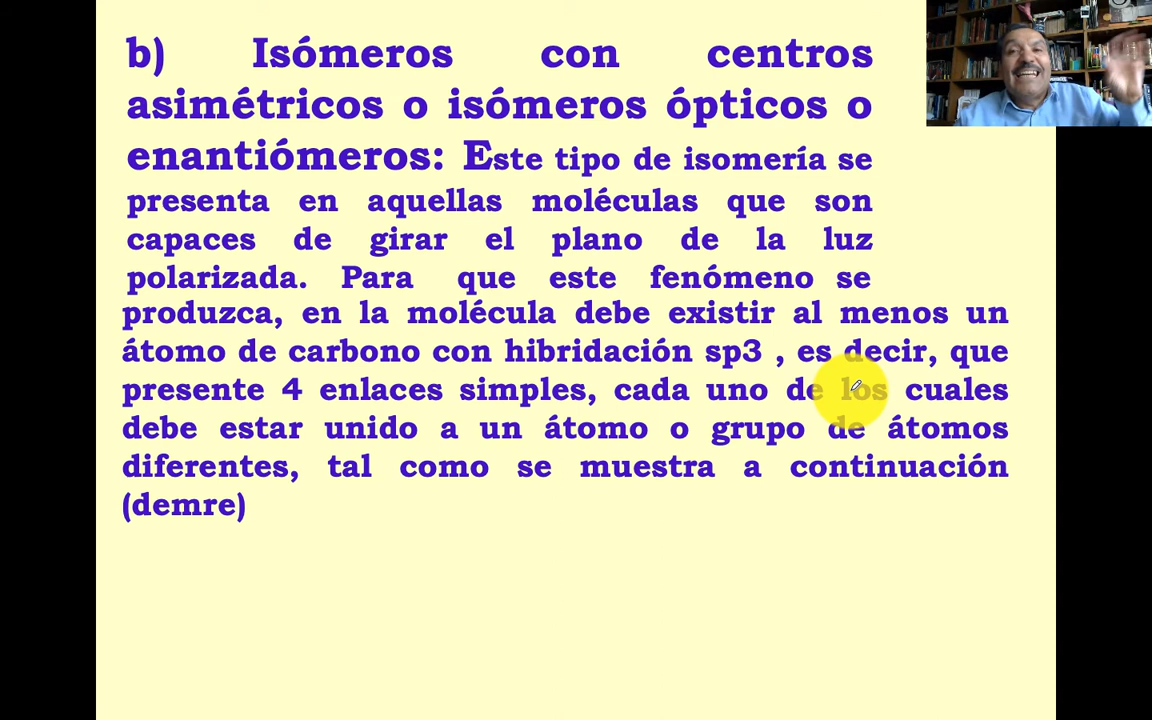 b) Isómeros con centros
asimétricos o isómeros ópticos o
enantiómeros: Este tipo de isomería se
presenta en aquellas moléculas que son
capaces de girar el plano de la luz
polarizada. Para que este fenómeno se
produzca, en la molécula debe existir al menos un
átomo de carbono con hibridación sp3 , es decir, que
presente 4 enlaces simples, cada uno de los cuales
debe estar unido a un átomo o grupo de átomos
diferentes, tal como se muestra a continuación
(demre)